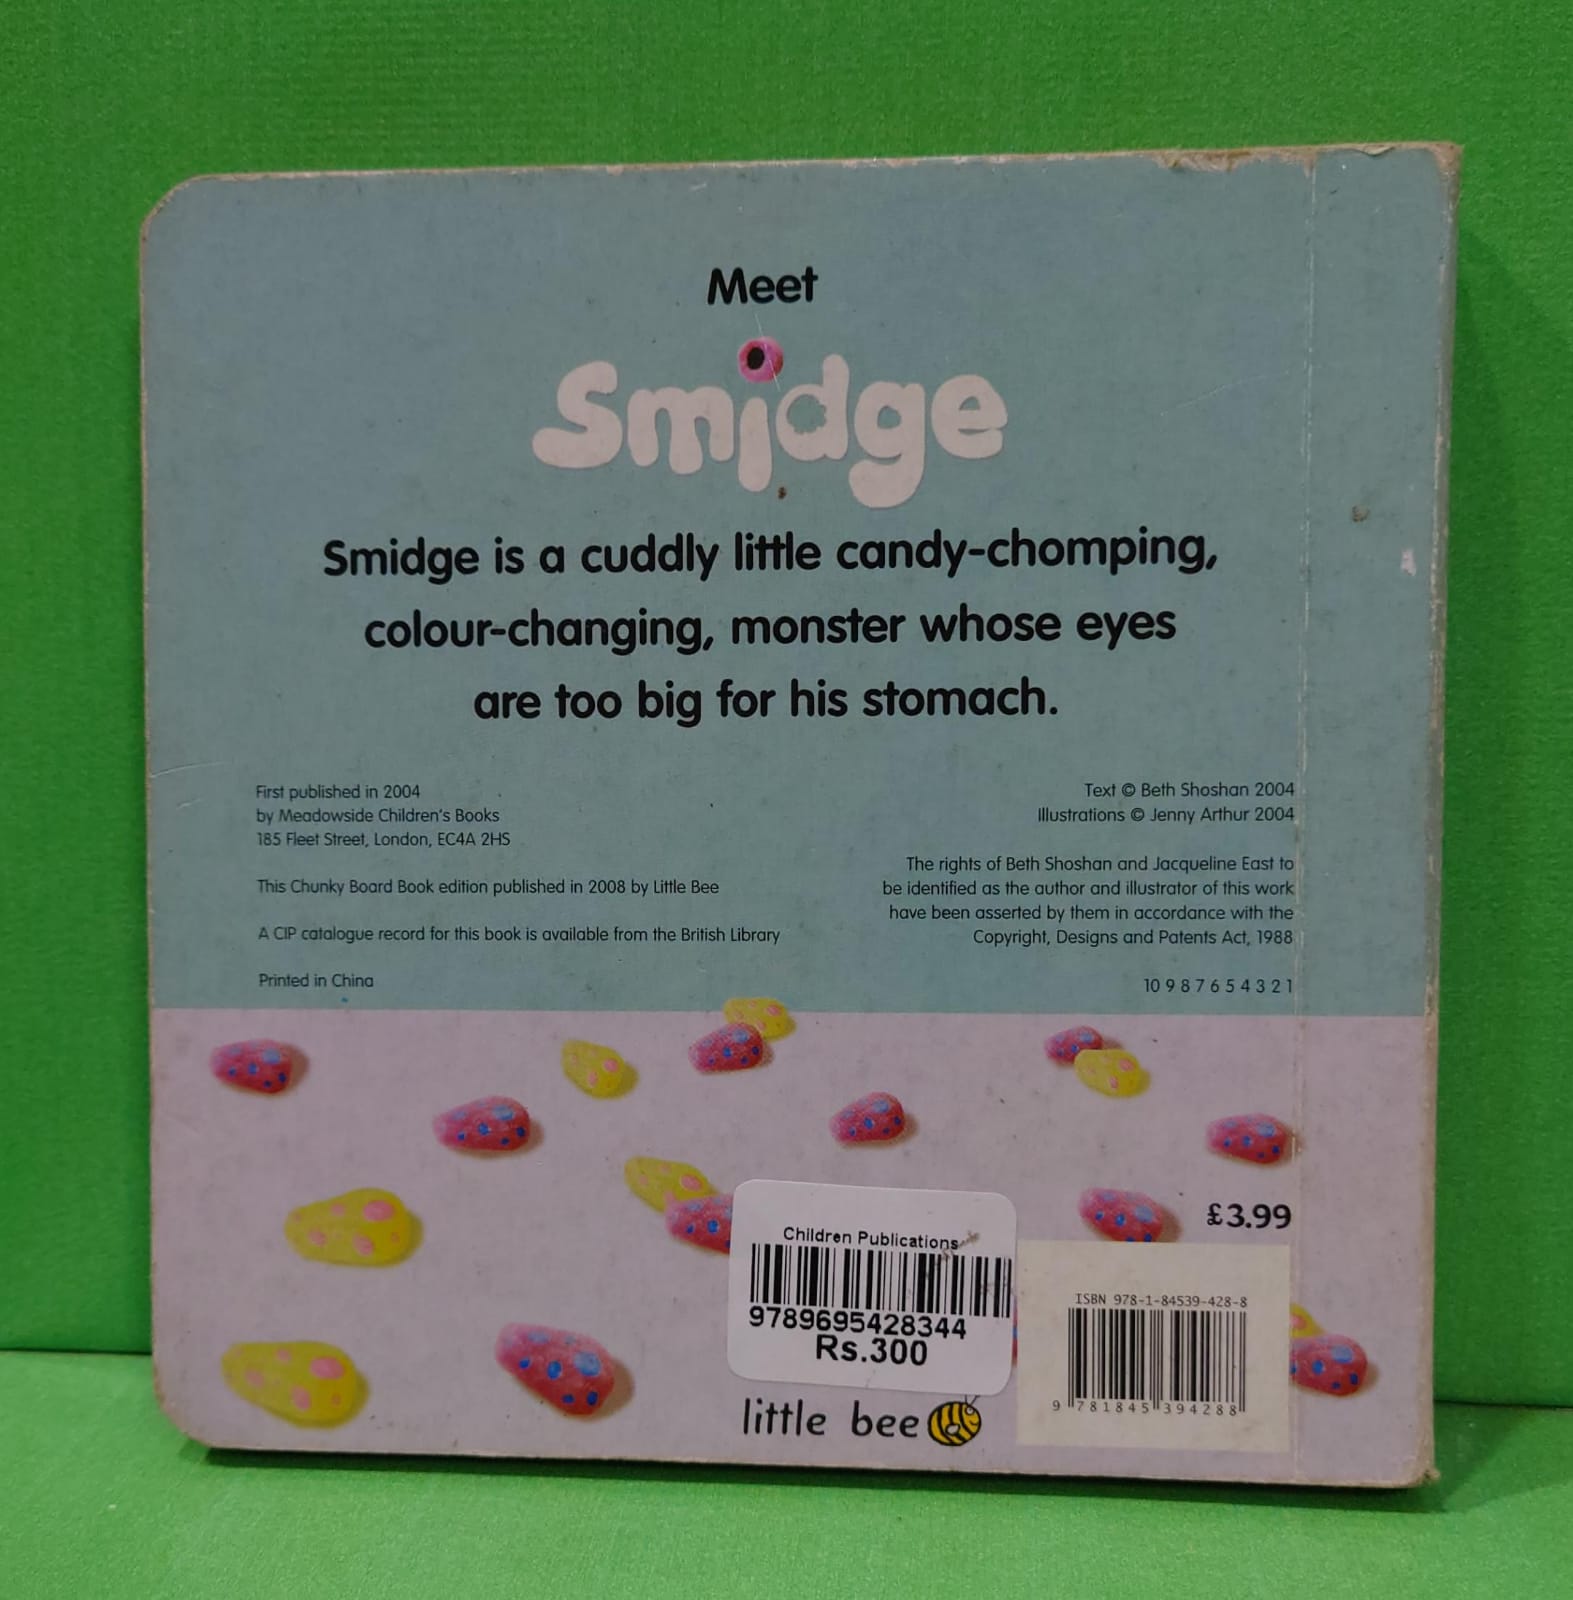 Meet
Smidge
Smidge is a cuddly little candy-chomping,
colour-changing, monster whose eyes
are too big for his stomach.
First published in 2004
by Meadowside Children's Books
185 Fleet Street, London, EC4A 2HS
This Chunky Board Book edition published in 2008 by Little Bee
A CIP catalogue record for this book is available from the British Library
Printed in China
Text © Beth Shoshan 2004
Illustrations © Jenny Arthur 2004
The rights of Beth Shoshan and Jacqueline East to
be identified as the author and illustrator of this work
have been asserted by them in accordance with the
Copyright, Designs and Patents Act, 1988
10 9 8 7 6 5 4 3 2 1
£3.99
Children Publications
9789695428344
Rs.300
little bee
ISBN 978-1-84539-428-8
9 781845 394288